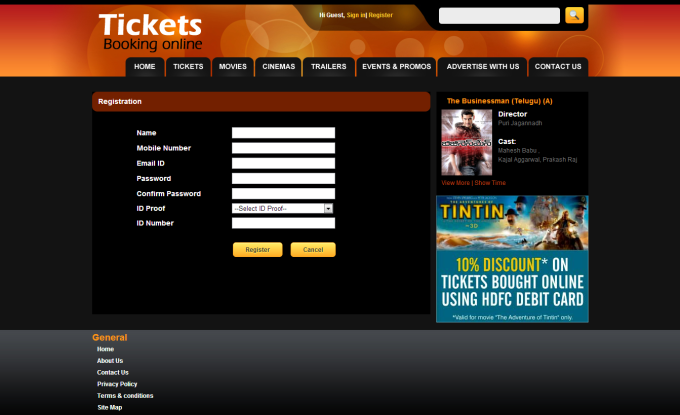 Tickets
Booking online
Hi Guest, Sign in| Register
HOME
TICKETS
MOVIES
CINEMAS
TRAILERS
EVENTS & PROMOS
ADVERTISE WITH US
CONTACT US
Registration
Name
Mobile Number
Email ID
Password
Confirm Password
ID Proof
--Select ID Proof--
ID Number
Register
Cancel
The Businessman (Telugu) (A)
Director
Puri Jagannadh
Cast:
Mahesh Babu ,
Kajal Aggarwal, Prakash Raj
View More | Show Time
THE ADVENTURES OF
TINTIN
IN 3D
10% DISCOUNT* ON
TICKETS BOUGHT ONLINE
USING HDFC DEBIT CARD
*Valid for movie "The Adventure of Tintin" only.
General
Home
About Us
Contact Us
Privacy Policy
Terms & conditions
Site Map